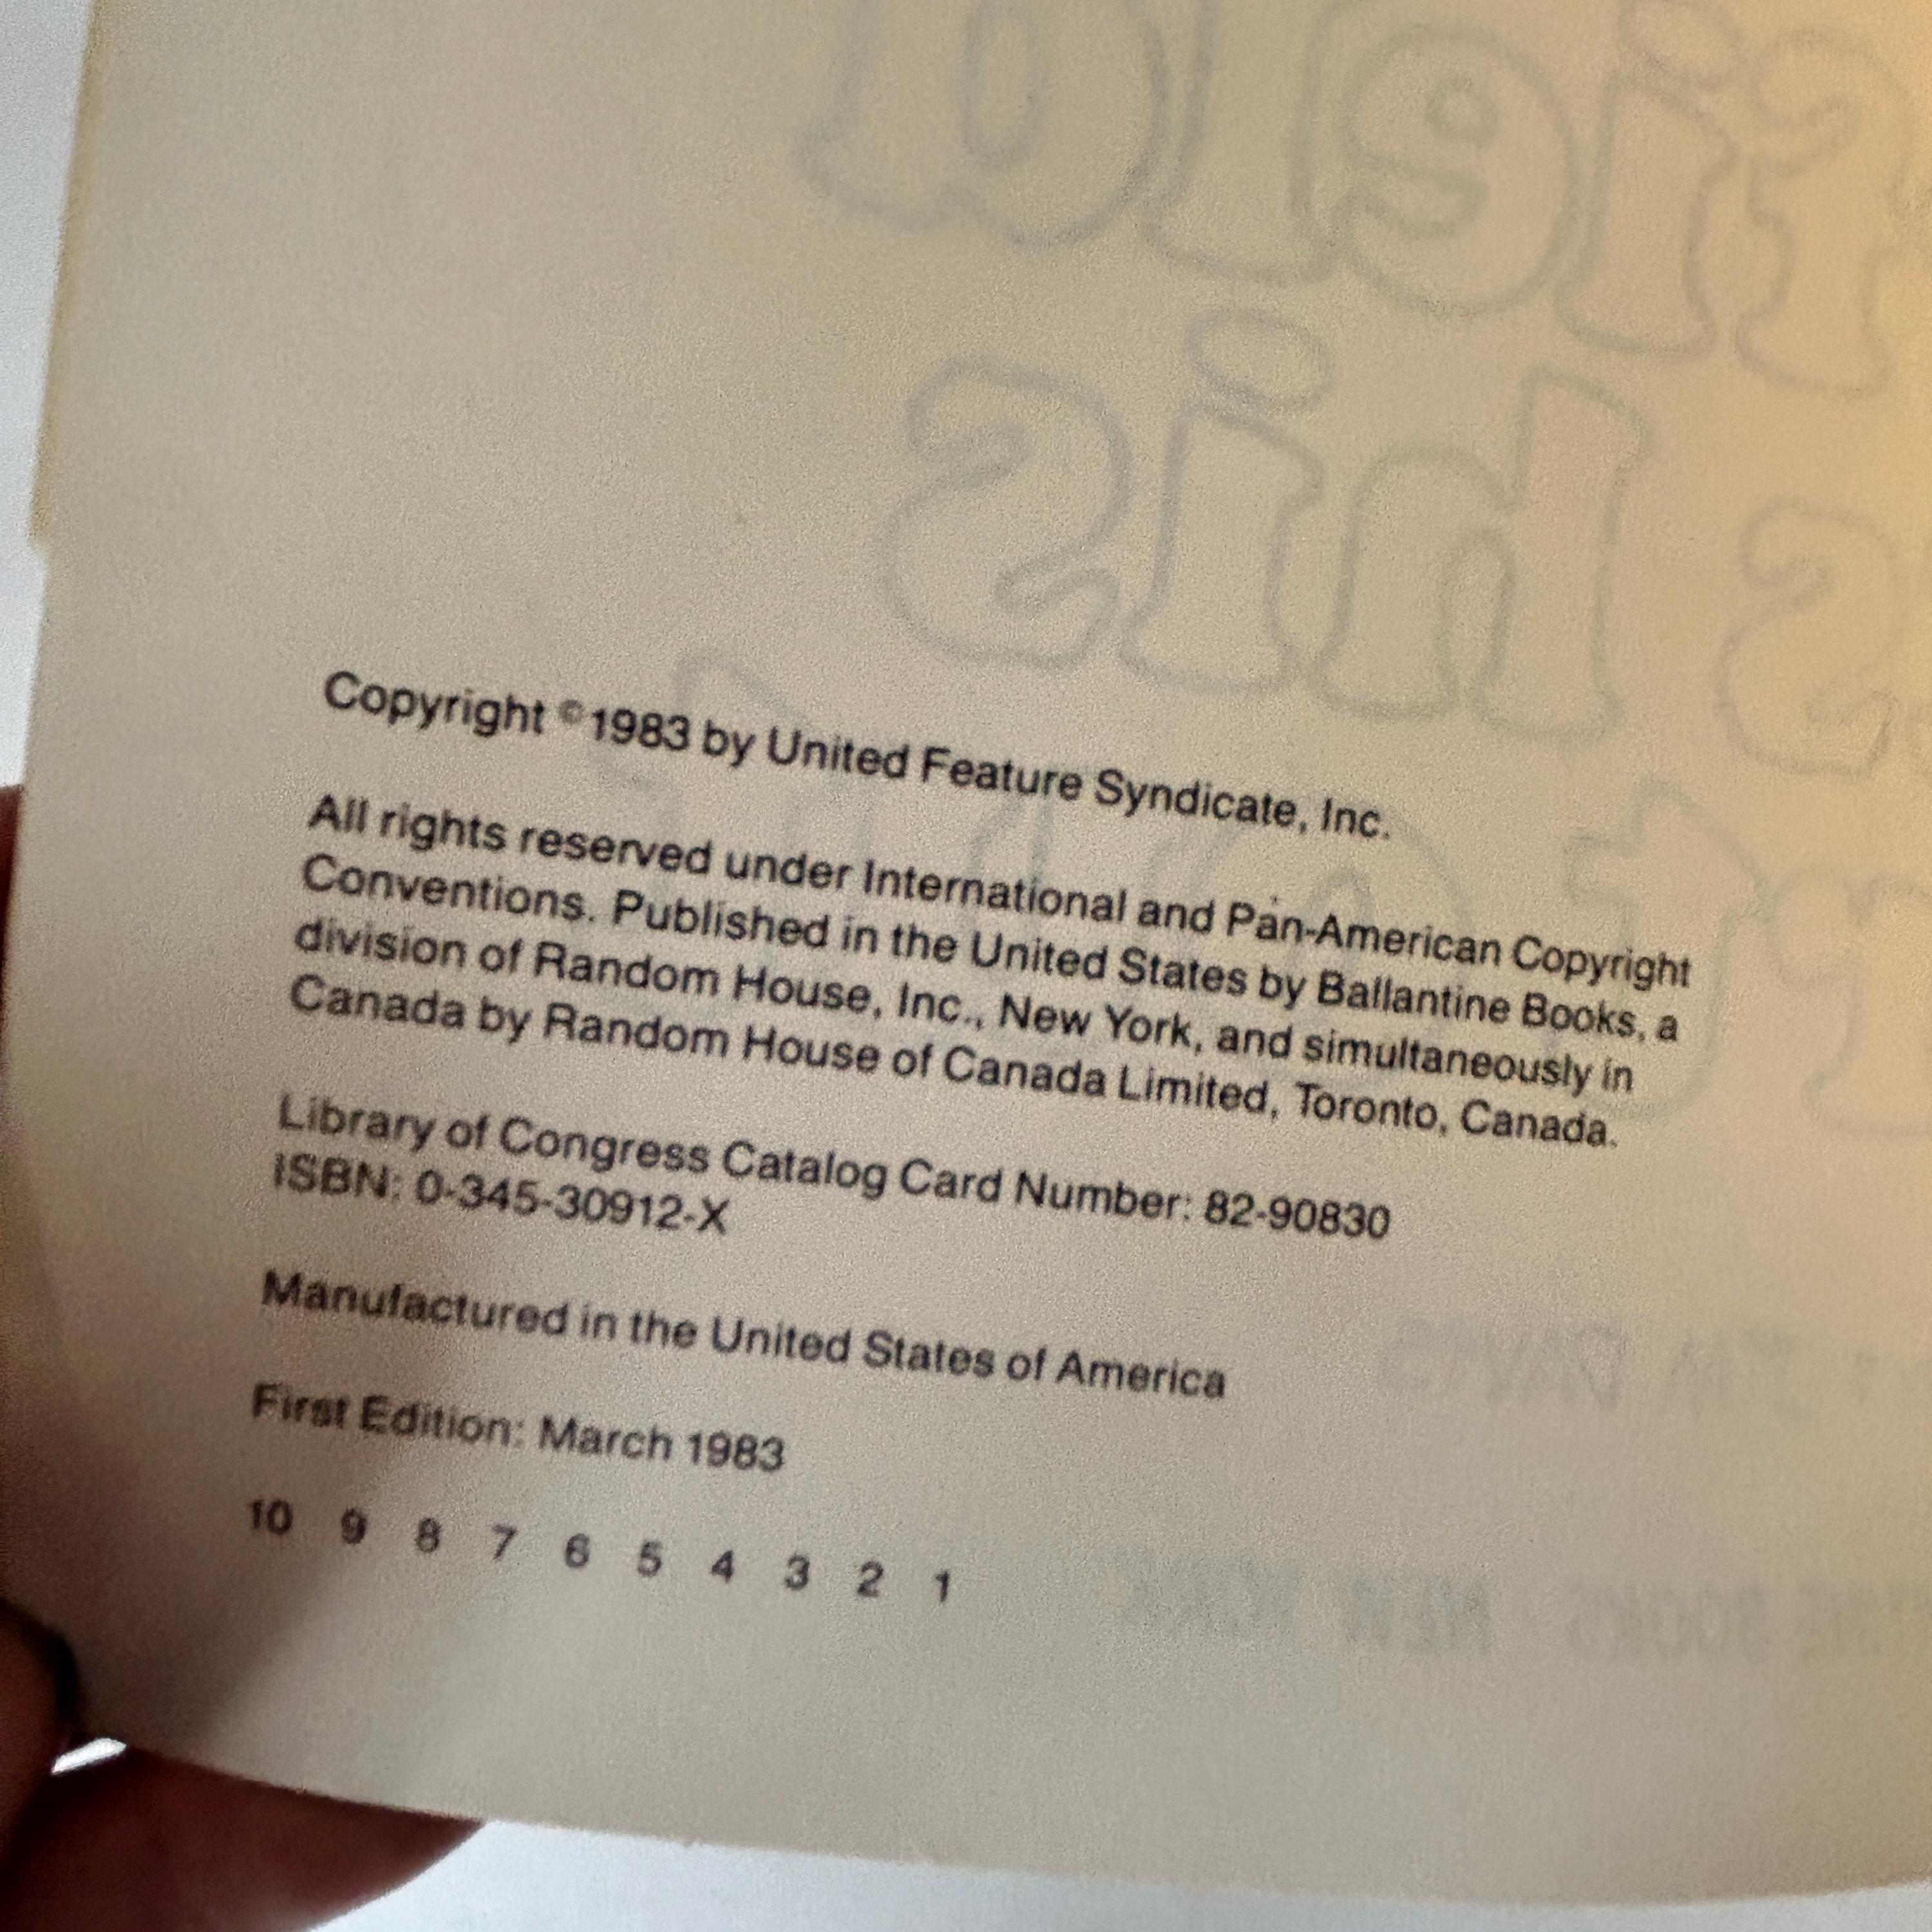 Copyright © 1983 by United Feature Syndicate, Inc.
All rights reserved under International and Pan-American Copyright
Conventions. Published in the United States by Ballantine Books, a
division of Random House, Inc., New York, and simultaneously in
Canada by Random House of Canada Limited, Toronto, Canada.
Library of Congress Catalog Card Number: 82-90830
ISBN: 0-345-30912-X
Manufactured in the United States of America
First Edition: March 1983
10 9 8 7 6 5 4 3 2 1